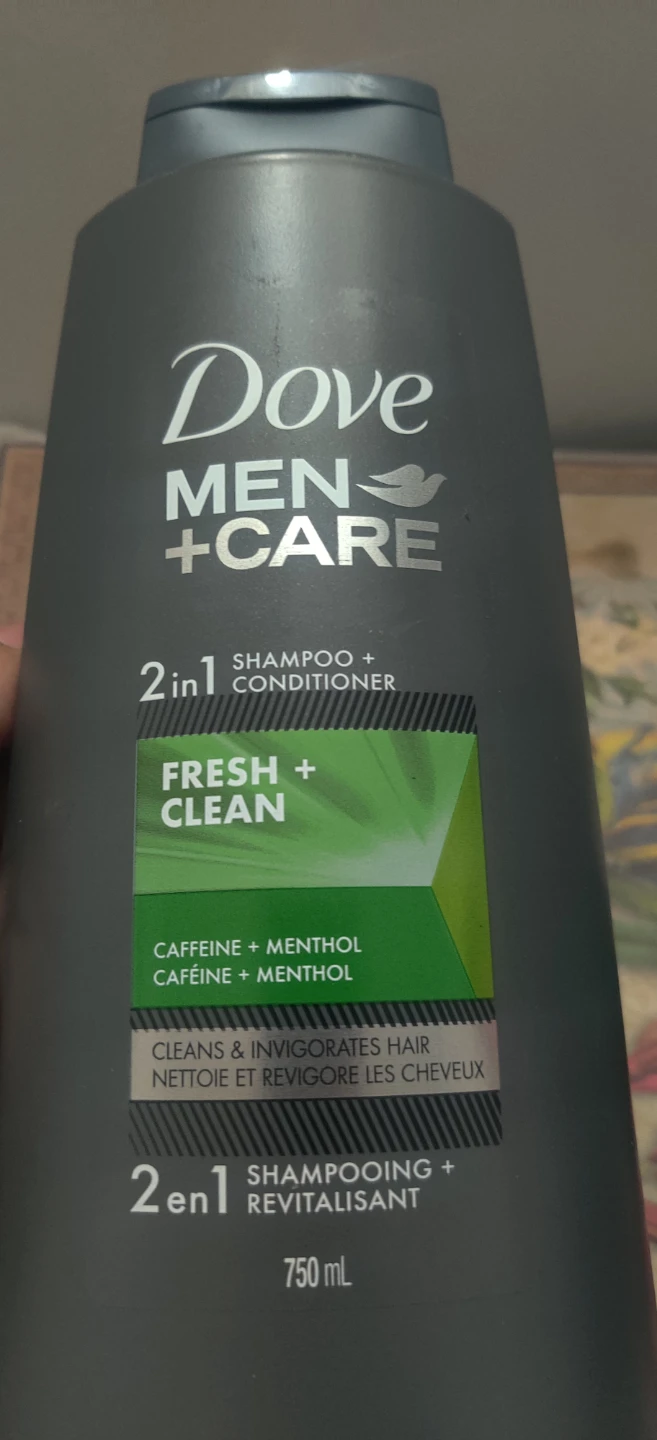 Dove
MEN
+CARE
2in1 SHAMPOO +
CONDITIONER
FRESH +
CLEAN
CAFFEINE + MENTHOL
CAFÉINE + MENTHOL
CLEANS & INVIGORATES HAIR
NETTOIE ET REVIGORE LES CHEVEUX
2en1 SHAMPOOING +
REVITALISANT
750 mL